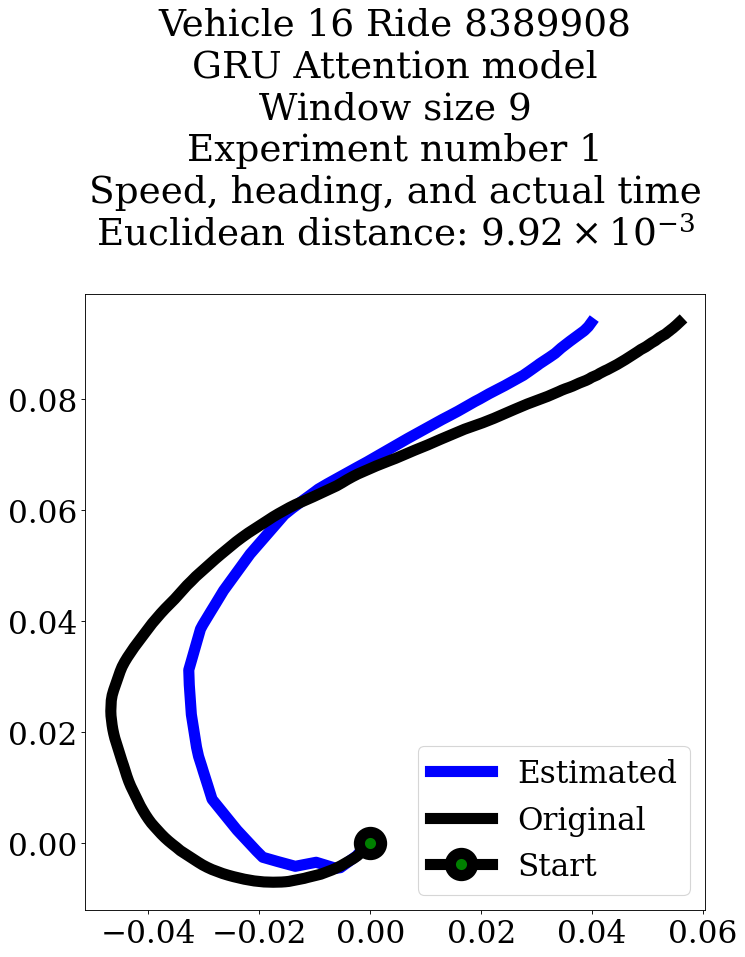 Vehicle 16 Ride 8389908
GRU Attention model
Window size 9
Experiment number 1
Speed, heading, and actual time
Euclidean distance: 9.92 × 10⁻³
0.08
0.06
0.04
0.02
0.00
Estimated
Original
Start
−0.04 −0.02 0.00 0.02 0.04 0.06